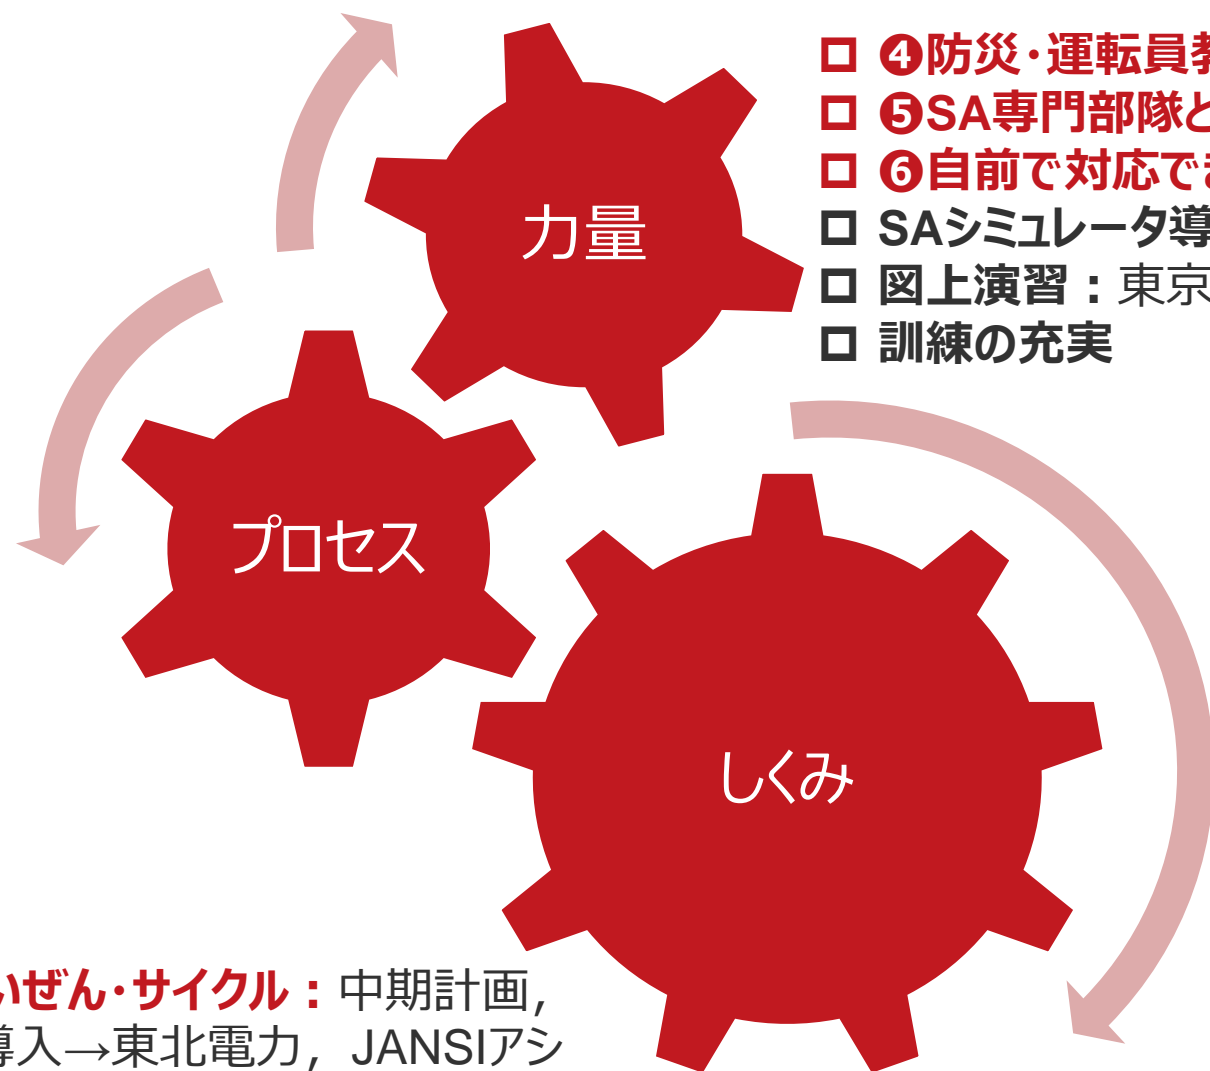 ❹防災・運転員
❺SA専門部隊と
❻自前で対応で
SAシミュレータ導
図上演習：東京
訓練の充実
力量
プロセス
しくみ
いぜん・サイクル：中期計画，
導入→東北電力，JANSIアシ